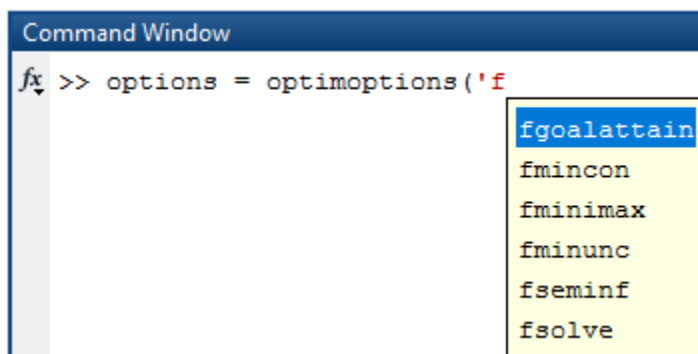 Command Window
fx >> options = optimoptions('f
fgoalattain
fmincon
fminimax
fminunc
fseminf
fsolve